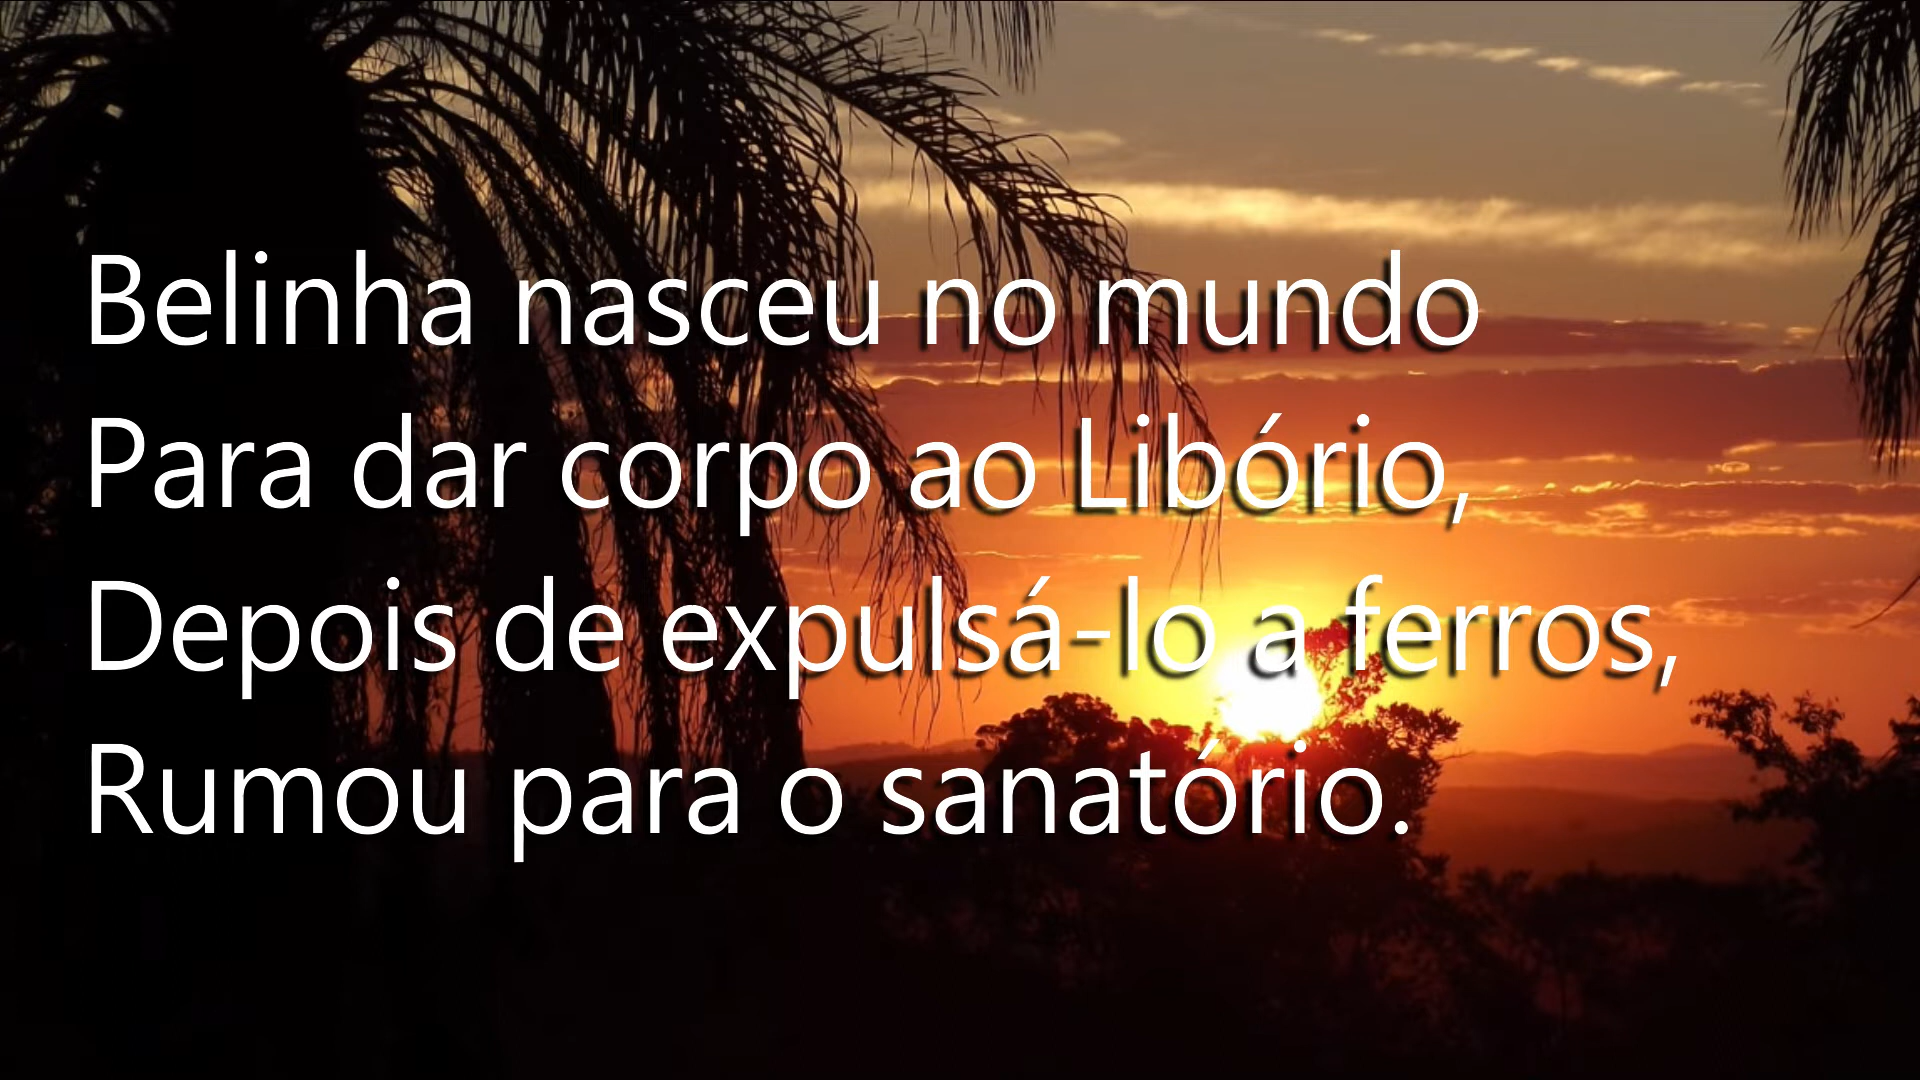 Belinha nasceu no mundo
Para dar corpo ao Libório,
Depois de expulsá-lo a ferros,
Rumou para o sanatório.